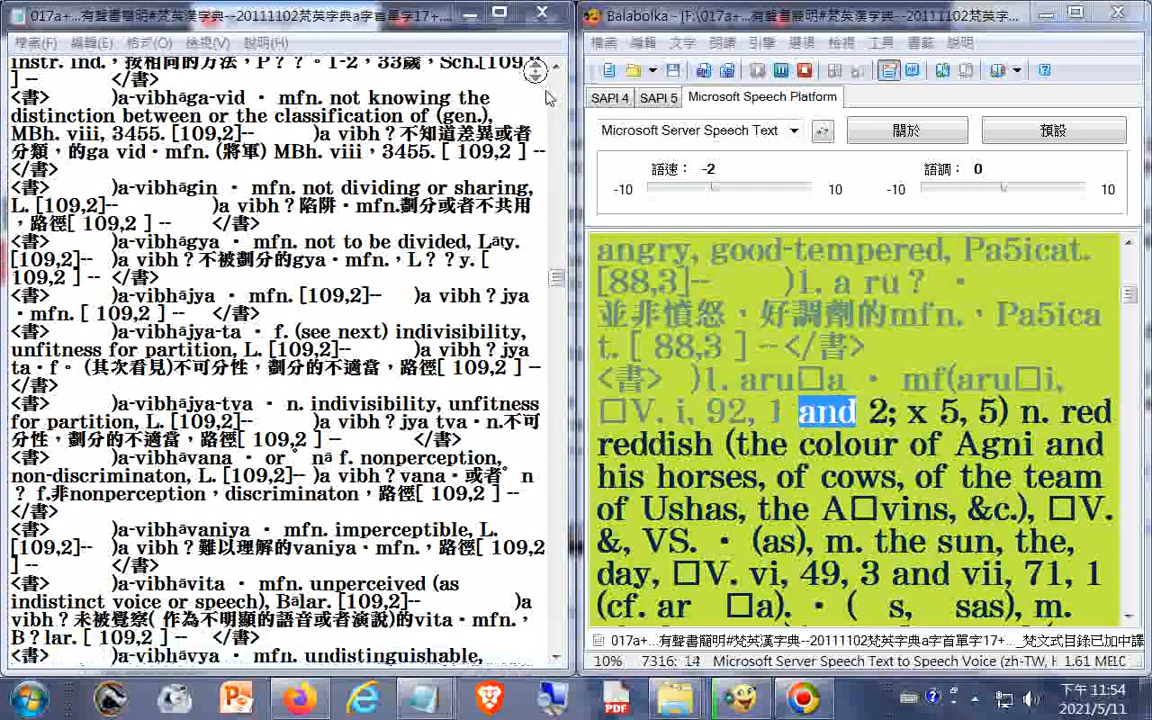 017a+...有聲書簡明#梵英漢字典--20111102梵英字典a字首單字17+...
檔案(F) 編輯(E) 格式(O) 檢視(V) 說明(H)
instr. ind.，按相同的方法，P？？。1-2，33歲，Sch.[109
] -- </書>
<書> )a-vibhāga-vid ‧ mfn. not knowing the
distinction between or the classification of (gen.),
MBh. viii, 3455. [109,2]-- )a vibh？不知道差異或者
分類，的ga vid‧mfn. (將軍) MBh. viii，3455. [ 109,2 ] --
</書>
<書> )a-vibhāgin ‧ mfn. not dividing or sharing,
L. [109,2]-- )a vibh？陷阱‧mfn.劃分或者不共用
，路徑[ 109,2 ] -- </書>
<書> )a-vibhāgya ‧ mfn. not to be divided, Lāty.
[109,2]-- )a vibh？不被劃分的gya‧mfn.，L？？y. [
109,2 ] -- </書>
<書> )a-vibhājya ‧ mfn. [109,2]-- )a vibh？jya
‧mfn. [ 109,2 ] -- </書>
<書> )a-vibhājya-ta ‧ f. (see next) indivisibility,
unfitness for partition, L. [109,2]-- )a vibh？jya
ta‧f。 (其次看見)不可分性，劃分的不適當，路徑[ 109,2 ] --
</書>
<書> )a-vibhājya-tva ‧ n. indivisibility, unfitness
for partition, L. [109,2]-- )a vibh？jya tva‧n.不可
分性，劃分的不適當，路徑[ 109,2 ] -- </書>
<書> )a-vibhāvana ‧ or ﾟ nā f. nonperception,
non-discriminaton, L. [109,2]-- )a vibh？vana‧或者ﾟ n
？ f.非nonperception，discriminaton，路徑[ 109,2 ] --
</書>
<書> )a-vibhāvaniya ‧ mfn. imperceptible, L.
[109,2]-- )a vibh？難以理解的vaniya‧mfn.，路徑[ 109,2
] -- </書>
<書> )a-vibhāvita ‧ mfn. unperceived (as
indistinct voice or speech), Bālar. [109,2]-- )a
vibh？未被覺察( 作為不明顯的語音或者演說)的vita‧mfn.，
B？lar. [ 109,2 ] -- </書>
<書> )a-vibhāvya ‧ mfn. undistinguishable,
Balabolka - [F:\017a+...有聲書簡明#梵英漢字典--20111102梵英字...
檔案 編輯 文字 朗讀 引擎 選項 檢視 工具 書籤 說明
SAPI 4 SAPI 5 Microsoft Speech Platform
Microsoft Server Speech Text 關於 預設
語速： -2 語調： 0
-10 10 -10 10
angry, good-tempered, Pa5icat.
[88,3]-- )1. a ru？ ‧
並非憤怒，好調劑的mfn.，Pa5ica
t. [ 88,3 ] --</書>
<書> )1. aru□a ‧ mf(aru□i,
□V. i, 92, 1 and 2; x 5, 5) n. red
reddish (the colour of Agni and
his horses, of cows, of the team
of Ushas, the A□vins, &c.), □V.
&, VS. ‧ (as), m. the sun, the,
day, □V. vi, 49, 3 and vii, 71, 1
(cf. ar □a). ‧ ( s, sas), m.
017a+...有聲書簡明#梵英漢字典--20111102梵英字典a字首單字17+..._梵文式目錄已加中譯
10% 7316: 14 Microsoft Server Speech Text to Speech Voice (zh-TW, H 1.61 MELC
下午 11:54
2021/5/11